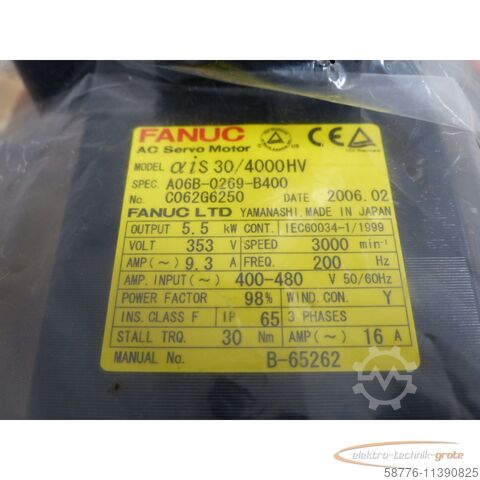 FANUC
AC Servo Motor
MODEL αiS 30/4000HV
SPEC. A06B-0269-B400
No. C062G6250 DATE 2006.02
FANUC LTD YAMANASHI, MADE IN JAPAN
OUTPUT 5.5 kW CONT. IEC60034-1/1999
VOLT 353 V SPEED 3000 min⁻¹
AMP(~) 9.3 A FREQ. 200 Hz
AMP. INPUT(~) 400-480 V 50/60Hz
POWER FACTOR 98% WIND. CON. Y
INS. CLASS F IP 65 3 PHASES
STALL TRQ. 30 Nm AMP(~) 16 A
MANUAL No. B-65262
elektro-technik-grote
58776-11390825